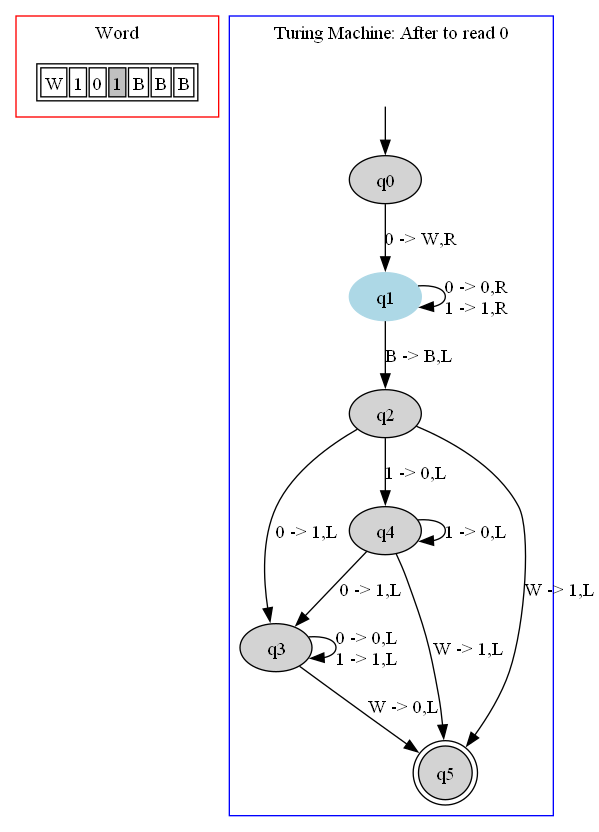 Word
W 1 0 1 B B B
Turing Machine: After to read 0
q0
0 -> W,R
q1
0 -> 0,R
1 -> 1,R
B -> B,L
q2
1 -> 0,L
0 -> 1,L
q4
1 -> 0,L
0 -> 1,L
W -> 1,L
q3
0 -> 0,L
1 -> 1,L
W -> 1,L
W -> 0,L
q5